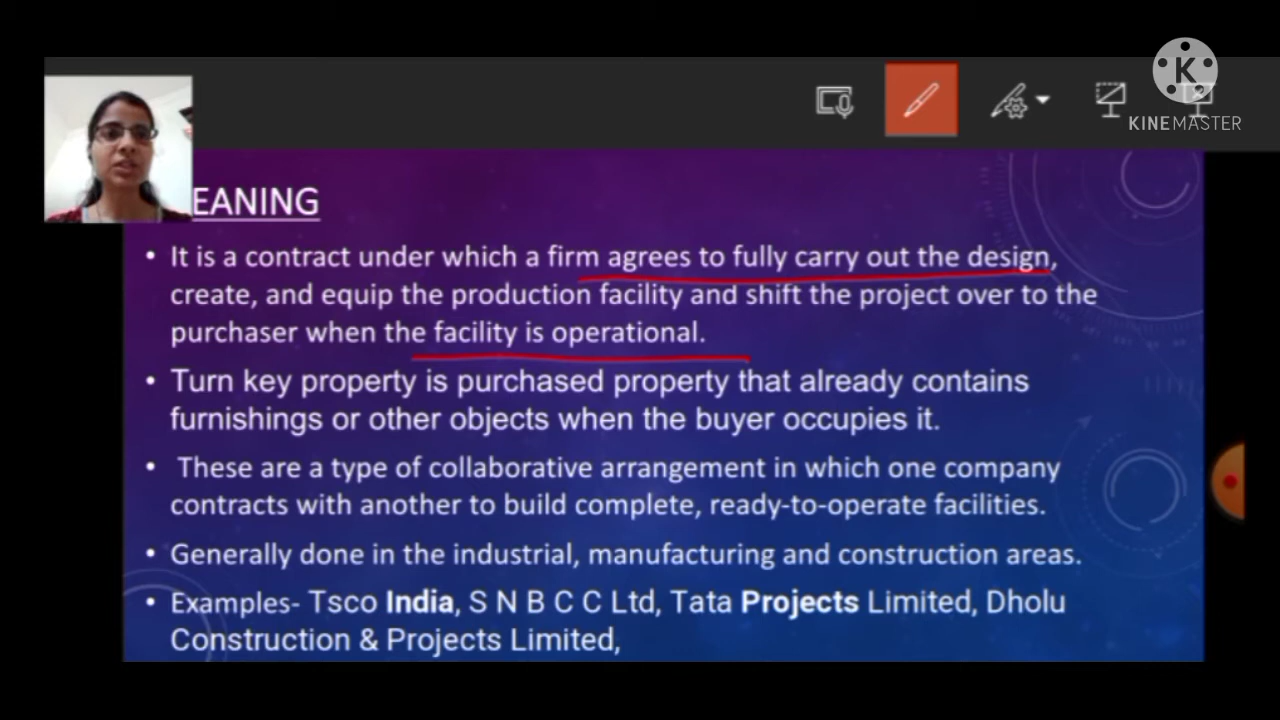 KINEMASTER
EANING
• It is a contract under which a firm agrees to fully carry out the design,
create, and equip the production facility and shift the project over to the
purchaser when the facility is operational.
• Turn key property is purchased property that already contains
furnishings or other objects when the buyer occupies it.
• These are a type of collaborative arrangement in which one company
contracts with another to build complete, ready-to-operate facilities.
• Generally done in the industrial, manufacturing and construction areas.
• Examples- Tsco India, S N B C C Ltd, Tata Projects Limited, Dholu
Construction & Projects Limited,